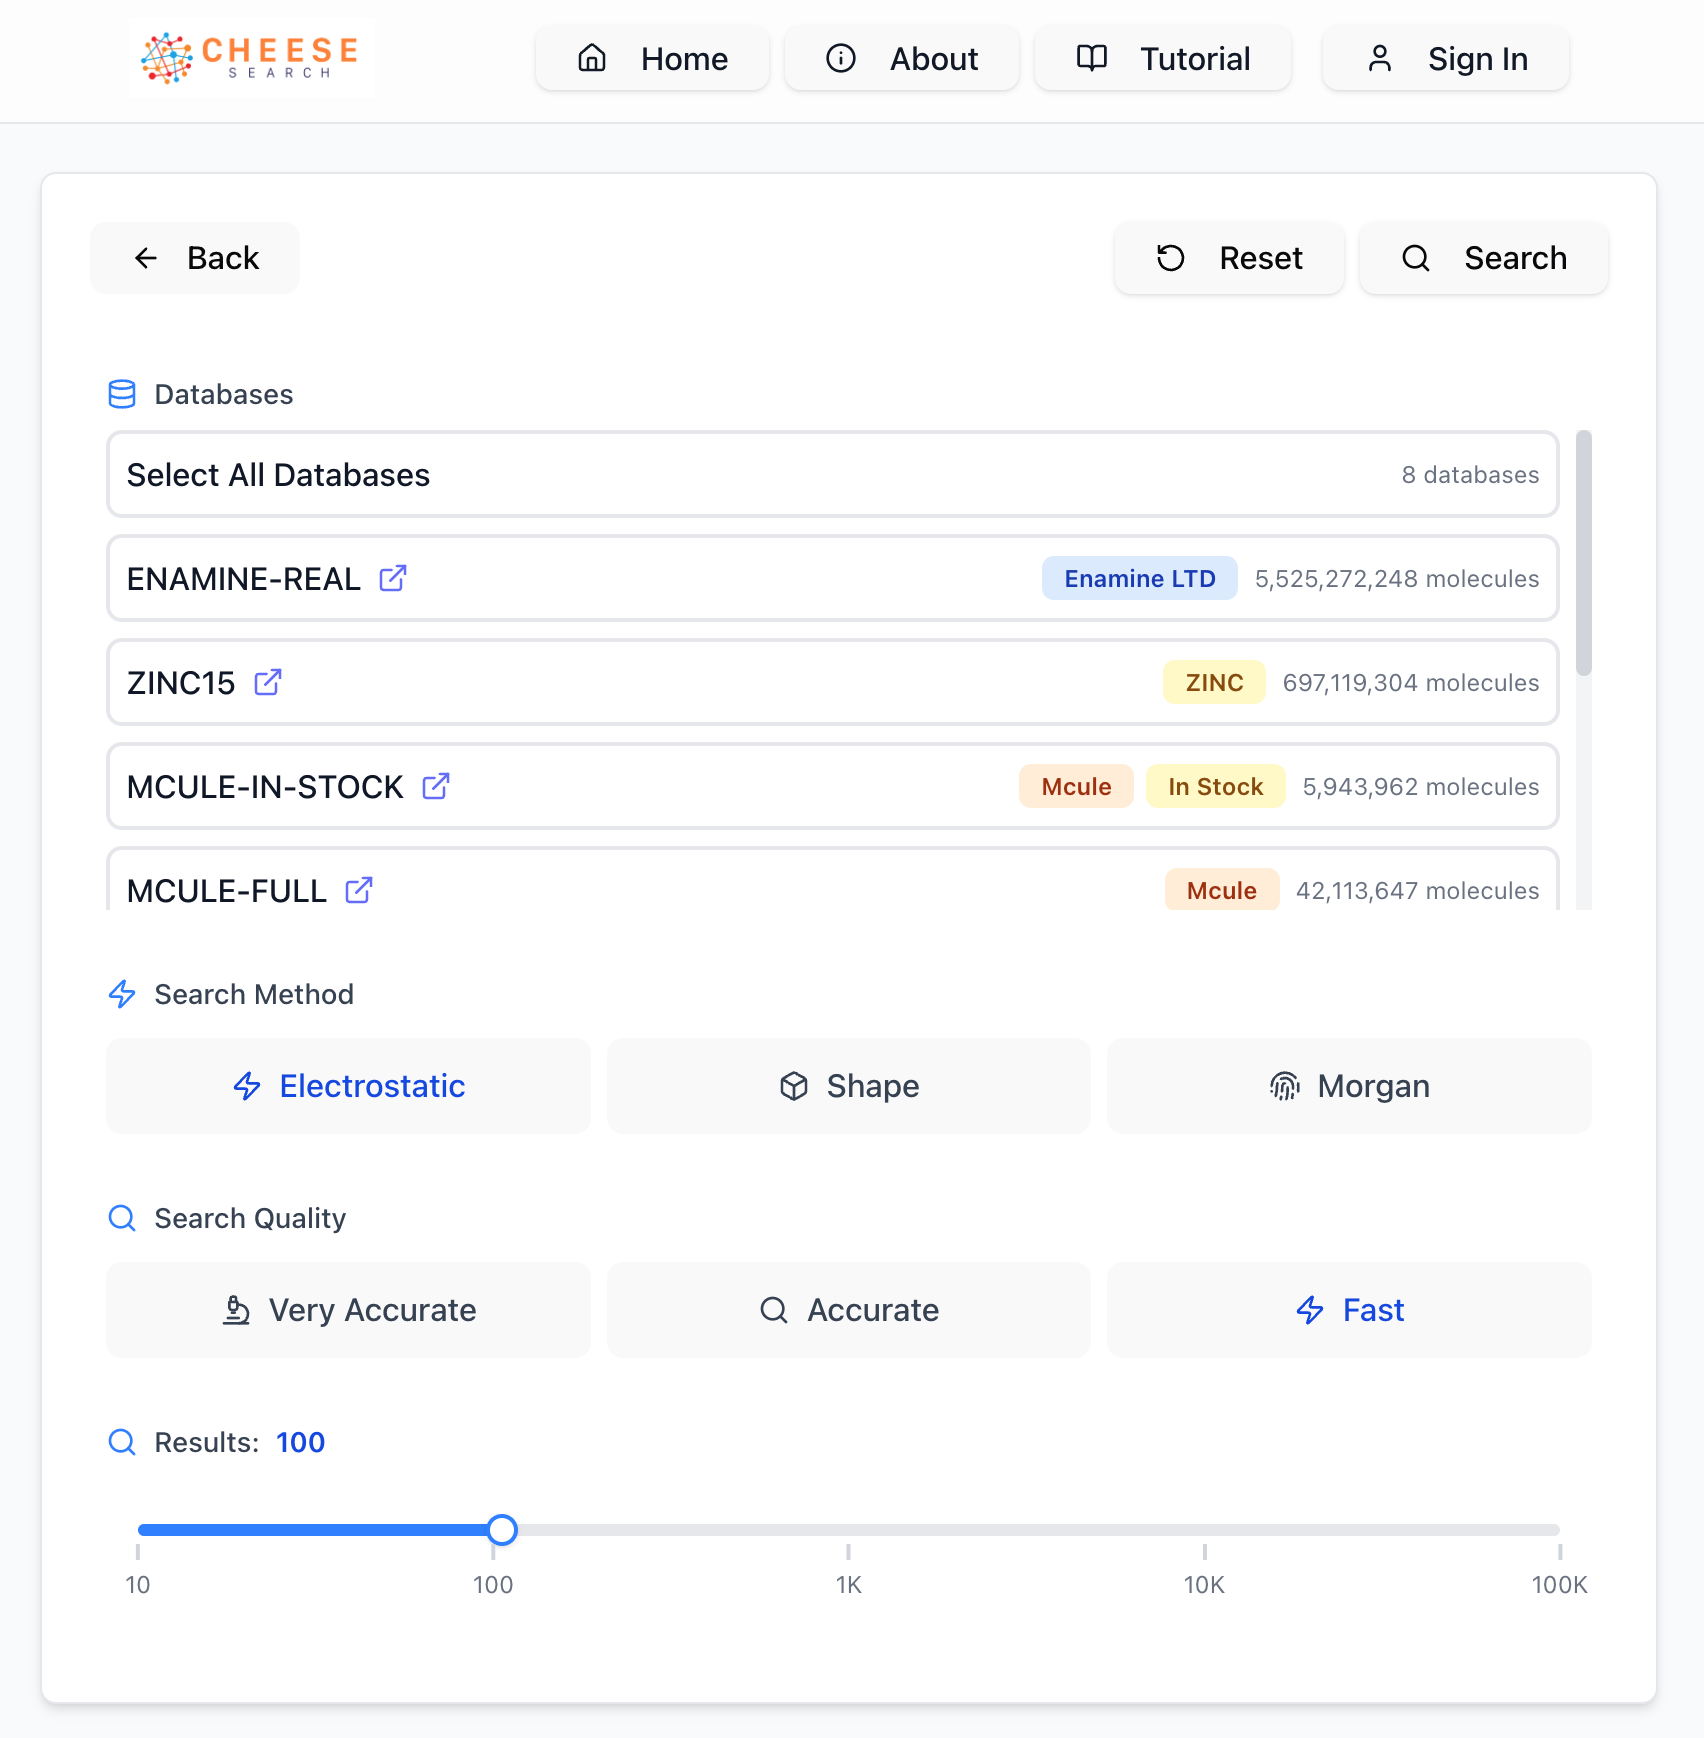 CHEESE
SEARCH
Home
About
Tutorial
Sign In
Back
Reset
Search
Databases
Select All Databases 8 databases
ENAMINE-REAL Enamine LTD 5,525,272,248 molecules
ZINC15 ZINC 697,119,304 molecules
MCULE-IN-STOCK Mcule In Stock 5,943,962 molecules
MCULE-FULL Mcule 42,113,647 molecules
Search Method
Electrostatic Shape Morgan
Search Quality
Very Accurate Accurate Fast
Results: 100
10 100 1K 10K 100K